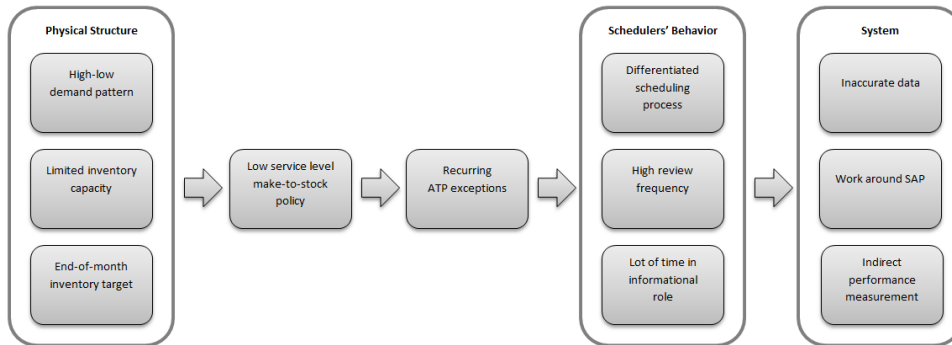 Physical Structure
High-low
demand pattern
Limited inventory
capacity
End-of-month
inventory target
Low service level
make-to-stock
policy
Recurring
ATP exceptions
Schedulers' Behavior
Differentiated
scheduling
process
High review
frequency
Lot of time in
informational
role
System
Inaccurate data
Work around SAP
Indirect
performance
measurement